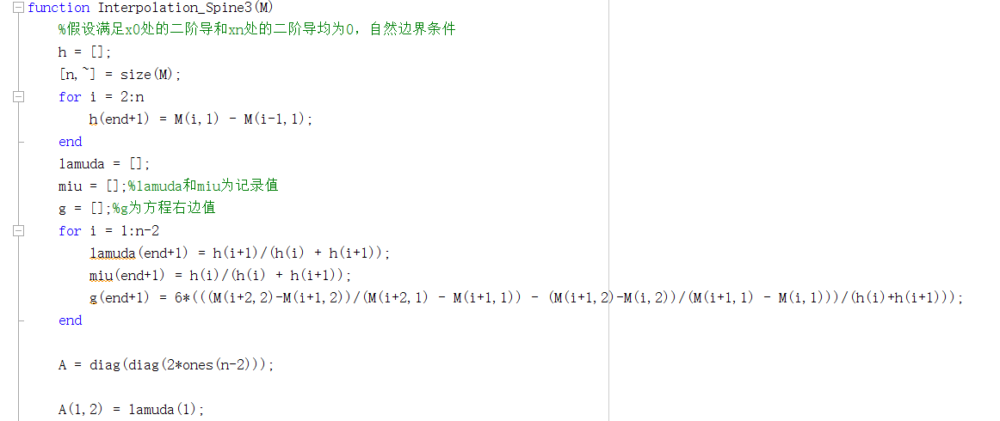 function Interpolation_Spine3(M)
%假设满足x0处的二阶导和xn处的二阶导均为0，自然边界条件
h = [];
[n,~] = size(M);
for i = 2:n
h(end+1) = M(i,1) - M(i-1,1);
end
lamuda = [];
miu = [];%lamuda和miu为记录值
g = [];%g为方程右边值
for i = 1:n-2
lamuda(end+1) = h(i+1)/(h(i) + h(i+1));
miu(end+1) = h(i)/(h(i) + h(i+1));
g(end+1) = 6*(((M(i+2,2)-M(i+1,2))/(M(i+2,1) - M(i+1,1)) - (M(i+1,2)-M(i,2))/(M(i+1,1) - M(i,1)))/(h(i)+h(i+1)));
end
A = diag(diag(2*ones(n-2)));
A(1,2) = lamuda(1);